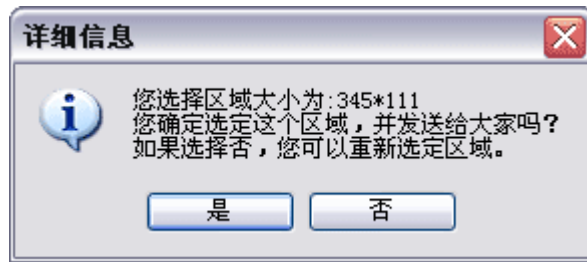 详细信息
您选择区域大小为:345*111
您确定选定这个区域，并发送给大家吗?
如果选择否，您可以重新选定区域。
是
否